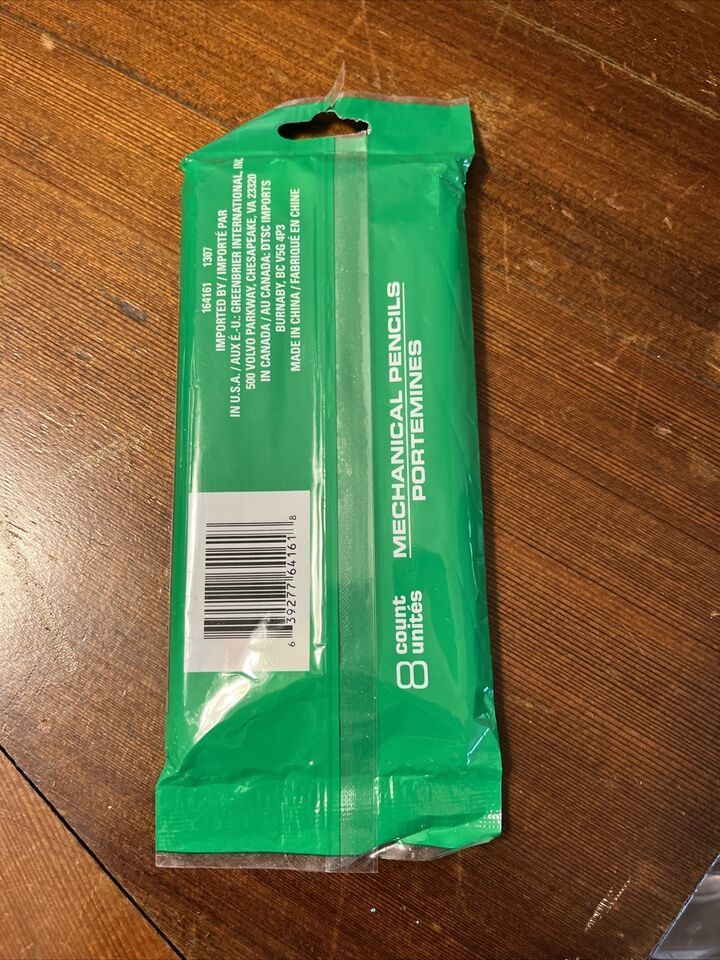 164161 1307
IMPORTED BY / IMPORTÉ PAR
IN U.S.A. / AUX É.-U.: GREENBRIER INTERNATIONAL,
500 VOLVO PARKWAY, CHESAPEAKE, VA 23320
IN CANADA / AU CANADA: DTSC IMPORTS
BURNABY, BC V5G 4P3
MADE IN CHINA / FABRIQUÉ EN CHINE
6 39277 64161 8
8 count
unités
MECHANICAL PENCILS
PORTEMINES